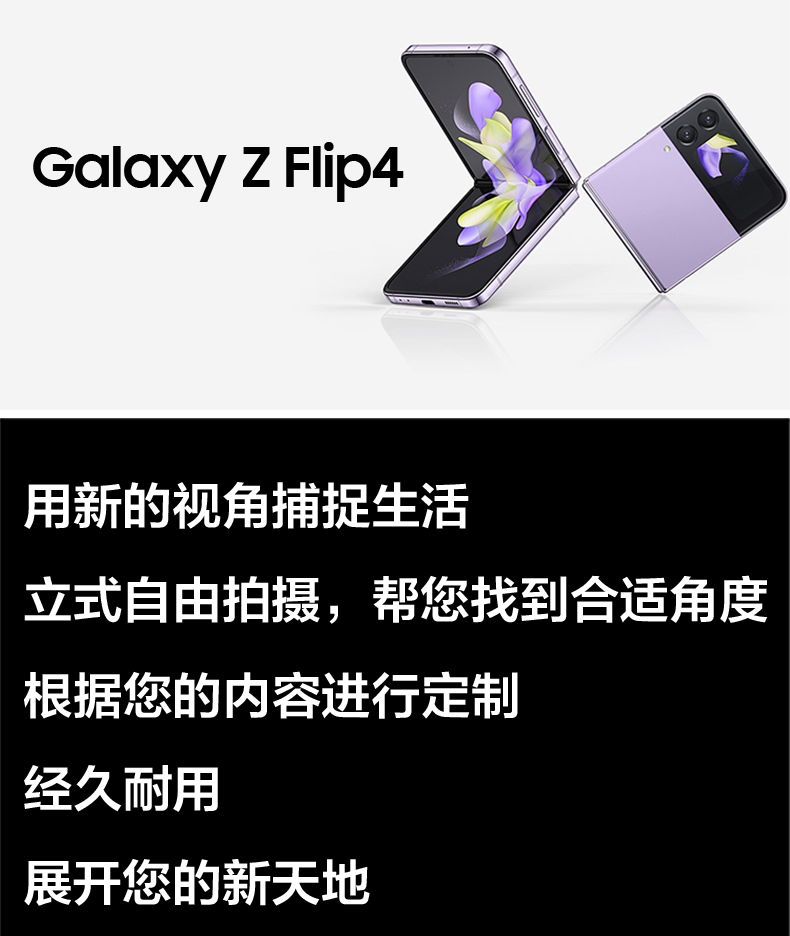 Galaxy Z Flip4
用新的视角捕捉生活
立式自由拍摄，帮您找到合适角度
根据您的内容进行定制
经久耐用
展开您的新天地